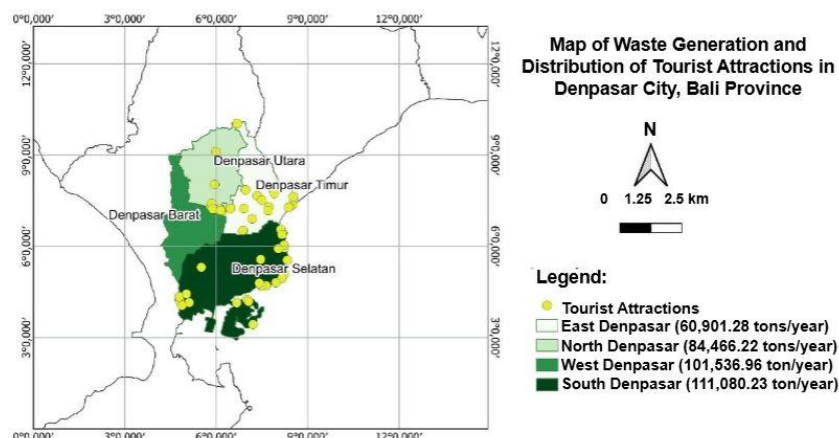 0°0,000' 3°0,000' 6°0,000' 9°0,000' 12°0,000'
12°0,000' 12°0,000'
9°0,000' 9°0,000'
6°0,000' 6°0,000'
3°0,000' 3°0,000'
0°0,000' 3°0,000' 6°0,000' 9°0,000' 12°0,000'
Denpasar Utara
Denpasar Timur
Denpasar Barat
Denpasar Selatan
Map of Waste Generation and
Distribution of Tourist Attractions in
Denpasar City, Bali Province
N
0 1.25 2.5 km
Legend:
Tourist Attractions
East Denpasar (60,901.28 tons/year)
North Denpasar (84,466.22 tons/year)
West Denpasar (101,536.96 ton/year)
South Denpasar (111,080.23 ton/year)